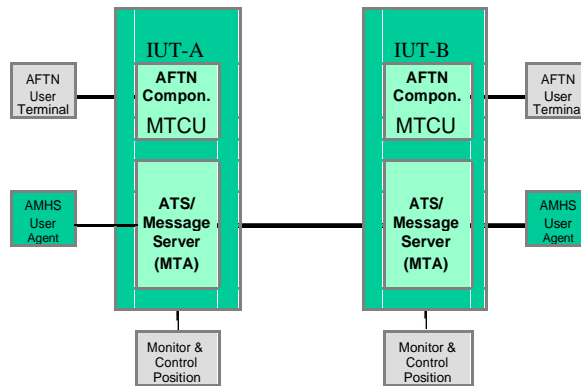 IUT-A
AFTN
Compon.
MTCU
ATS/
Message
Server
(MTA)
AFTN
User
Terminal
AMHS
User
Agent
Monitor &
Control
Position
IUT-B
AFTN
Compon.
MTCU
ATS/
Message
Server
(MTA)
AFTN
User
Termina
AMHS
User
Agent
Monitor &
Control
Position